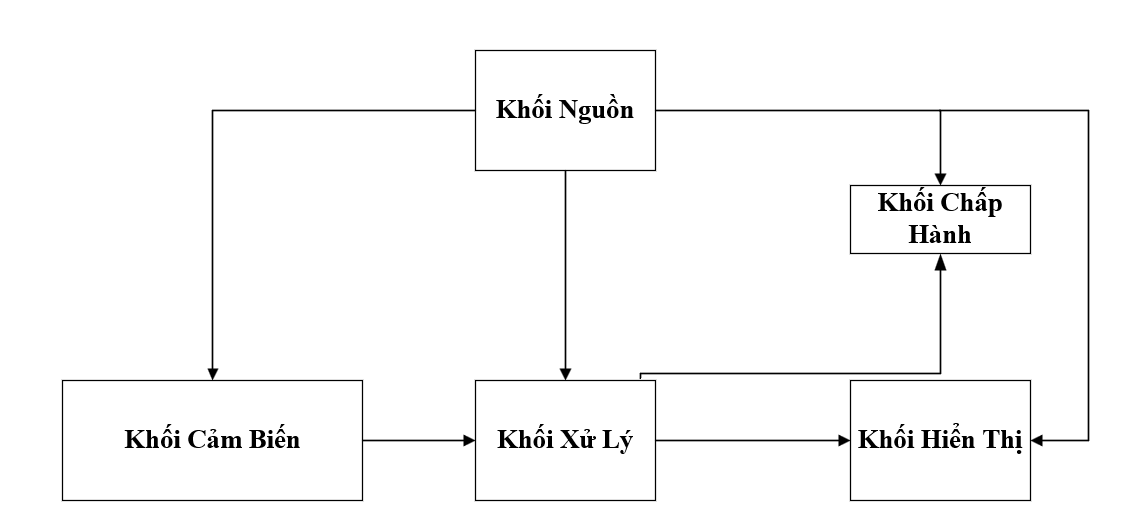 Khối Nguồn
Khối Chấp
Hành
Khối Cảm Biến
Khối Xử Lý
Khối Hiển Thị